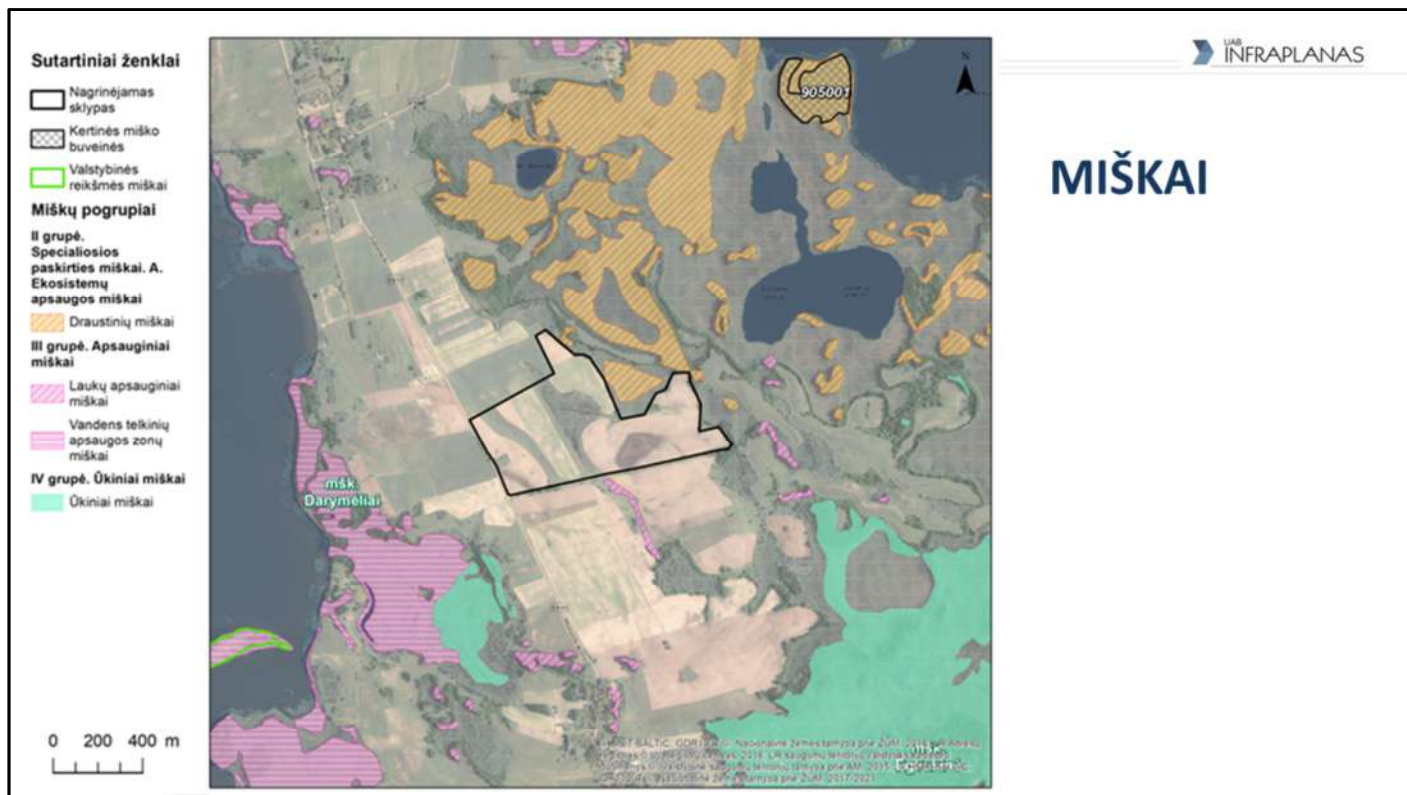 Sutartiniai ženklai
Nagrinėjamas
sklypas
Kertinės miško
buveinės
Valstybinės
reikšmės miškai
Miškų pogrupiai
II grupė.
Specialiosios
paskirties miškai. A.
Ekosistemų
apsaugos miškai
Draustinių miškai
III grupė. Apsauginiai
miškai
Laukų apsauginiai
miškai
Vandens telkinių
apsaugos zonų
miškai
IV grupė. Ūkiniai miškai
Ūkiniai miškai
0 200 400 m
N
905001
mšk.
Darymėliai
UAB
INFRAPLANAS
MIŠKAI